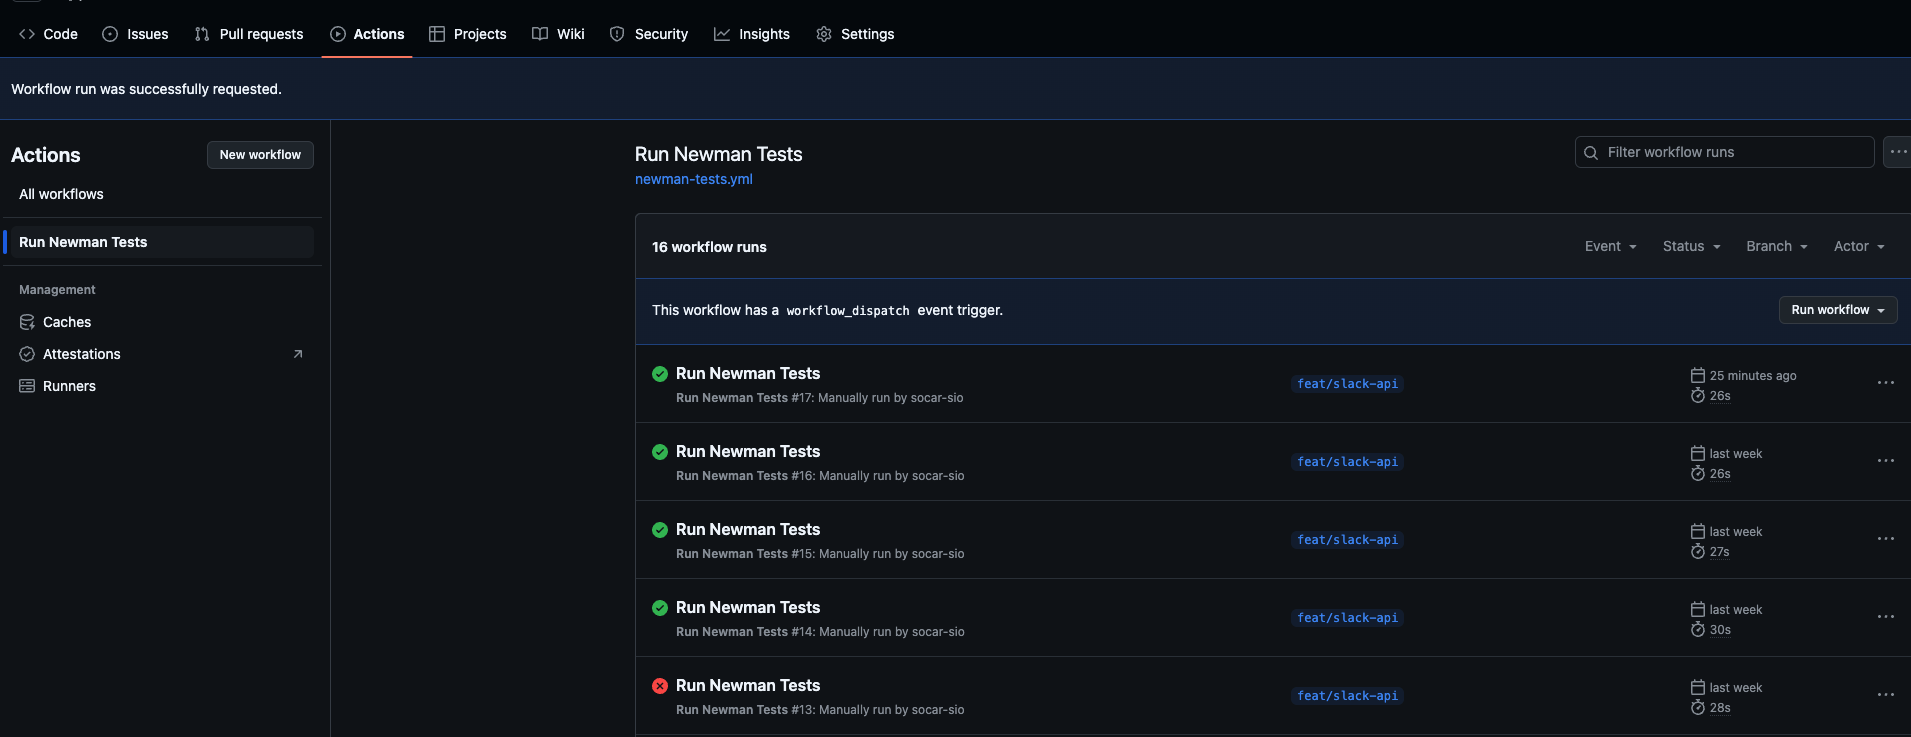 Code Issues Pull requests Actions Projects Wiki Security Insights Settings
Workflow run was successfully requested.
Actions
New workflow
All workflows
Run Newman Tests
Management
Caches
Attestations
Runners
Run Newman Tests
newman-tests.yml
Filter workflow runs
16 workflow runs
Event Status Branch Actor
This workflow has a workflow_dispatch event trigger.
Run workflow
Run Newman Tests
Run Newman Tests #17: Manually run by socar-sio
feat/slack-api
25 minutes ago
26s
Run Newman Tests
Run Newman Tests #16: Manually run by socar-sio
feat/slack-api
last week
26s
Run Newman Tests
Run Newman Tests #15: Manually run by socar-sio
feat/slack-api
last week
27s
Run Newman Tests
Run Newman Tests #14: Manually run by socar-sio
feat/slack-api
last week
30s
Run Newman Tests
Run Newman Tests #13: Manually run by socar-sio
feat/slack-api
last week
28s